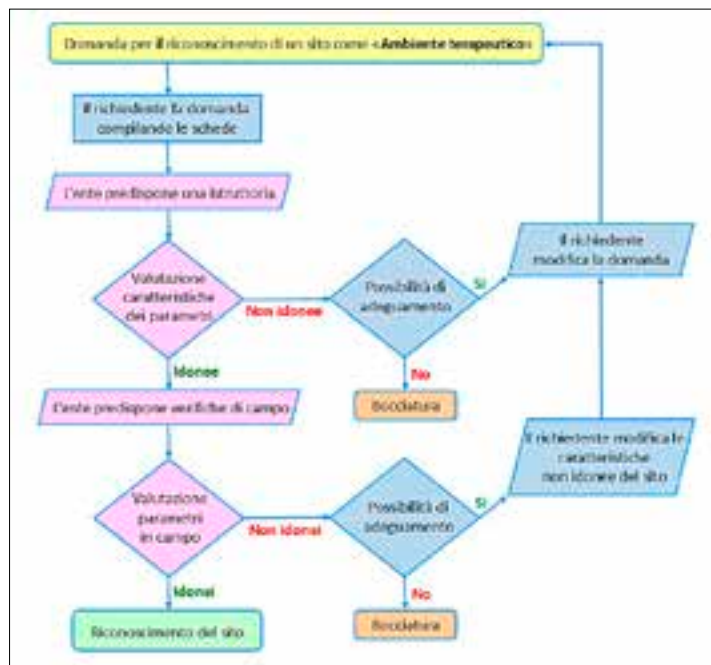 Domanda per il riconoscimento di un sito come «Ambiente terapeutico»
Il richiedente fa domanda
compilando le schede
L'ente predispone una istruttoria
Valutazione
caratteristiche
dei parametri
Non idonee
Possibilità di
adeguamento
Si
Il richiedente
modifica la domanda
Idonee
No
Bocciatura
L'ente predispone verifiche di campo
Il richiedente modifica le
caratteristiche
non idonee del sito
Valutazione
parametri
in campo
Non idonei
Possibilità di
adeguamento
Si
Idonei
No
Bocciatura
Riconoscimento del sito